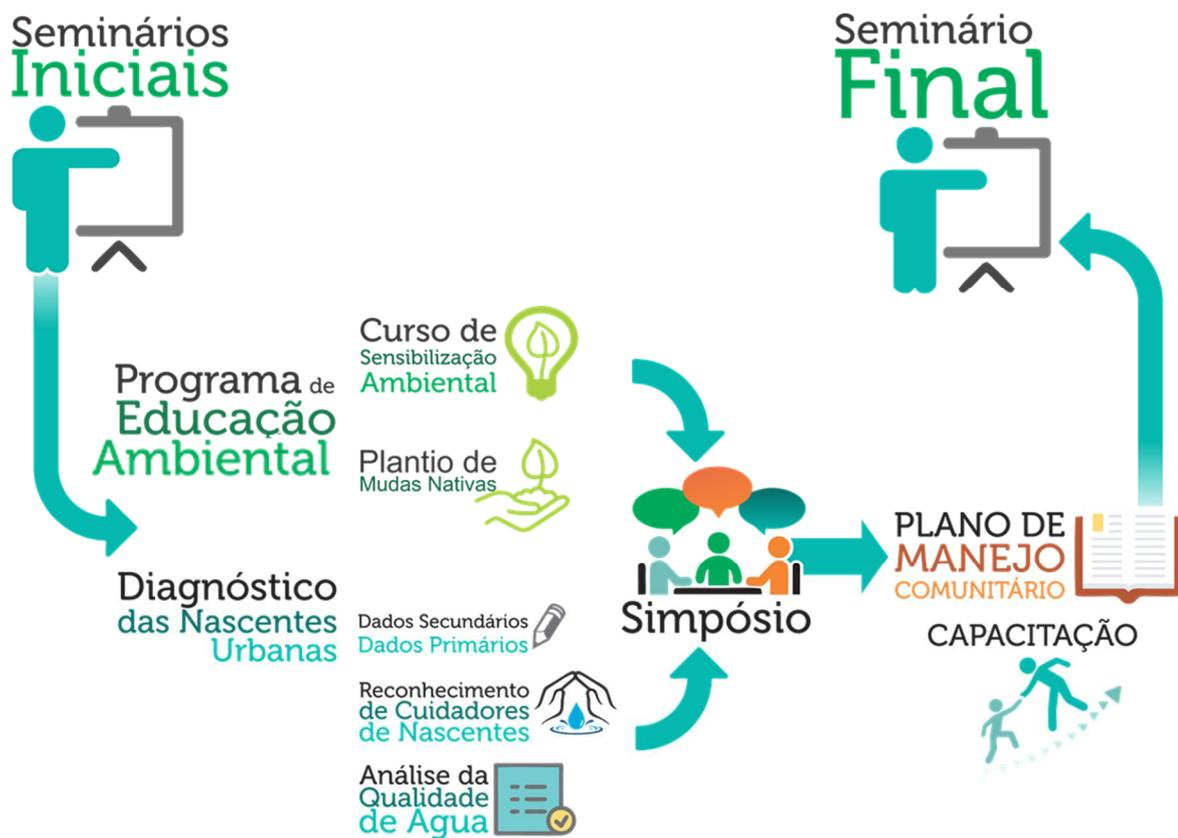 Seminários
Iniciais
Seminário
Final
Programa de
Educação
Ambiental
Curso de
Sensibilização
Ambiental
Plantio de
Mudas Nativas
Diagnóstico
das Nascentes
Urbanas
Dados Secundários
Dados Primários
Reconhecimento
de Cuidadores
de Nascentes
Análise da
Qualidade
de Água
Simpósio
PLANO DE
MANEJO
COMUNITÁRIO
CAPACITAÇÃO